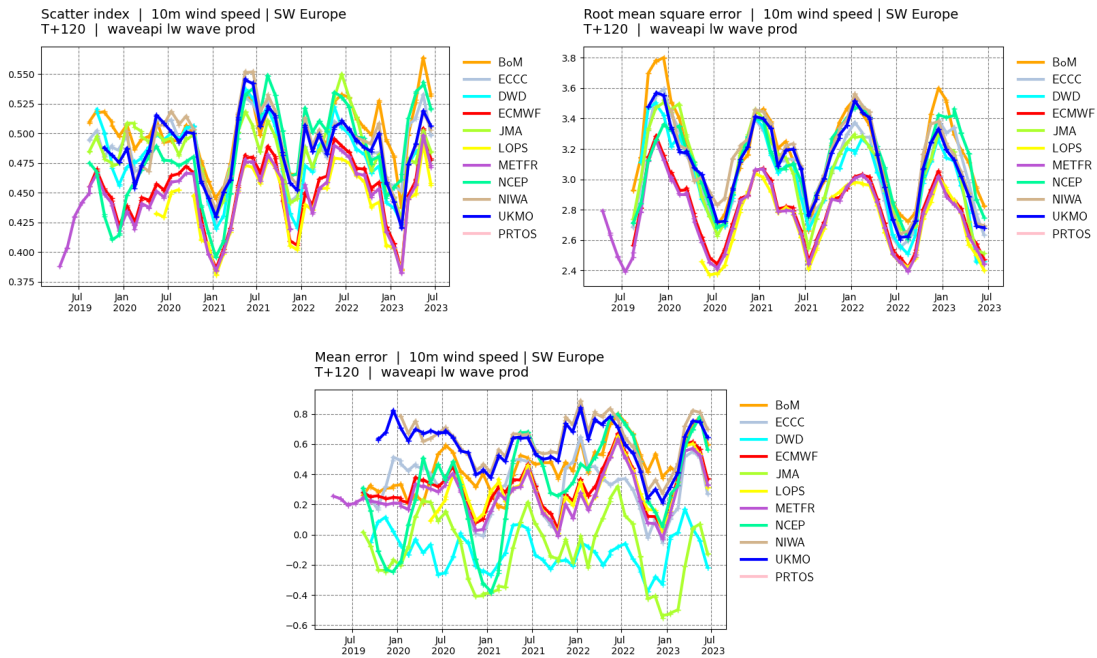 Scatter index | 10m wind speed | SW Europe
T+120 | waveapi lw wave prod
0.550
0.525
0.500
0.475
0.450
0.425
0.400
0.375
Jul 2019
Jan 2020
Jul 2020
Jan 2021
Jul 2021
Jan 2022
Jul 2022
Jan 2023
Jul 2023
BoM
ECCC
DWD
ECMWF
JMA
LOPS
METFR
NCEP
NIWA
UKMO
PRTOS
Root mean square error | 10m wind speed | SW Europe
T+120 | waveapi lw wave prod
3.8
3.6
3.4
3.2
3.0
2.8
2.6
2.4
Jul 2019
Jan 2020
Jul 2020
Jan 2021
Jul 2021
Jan 2022
Jul 2022
Jan 2023
Jul 2023
BoM
ECCC
DWD
ECMWF
JMA
LOPS
METFR
NCEP
NIWA
UKMO
PRTOS
Mean error | 10m wind speed | SW Europe
T+120 | waveapi lw wave prod
0.8
0.6
0.4
0.2
0.0
−0.2
−0.4
−0.6
Jul 2019
Jan 2020
Jul 2020
Jan 2021
Jul 2021
Jan 2022
Jul 2022
Jan 2023
Jul 2023
BoM
ECCC
DWD
ECMWF
JMA
LOPS
METFR
NCEP
NIWA
UKMO
PRTOS